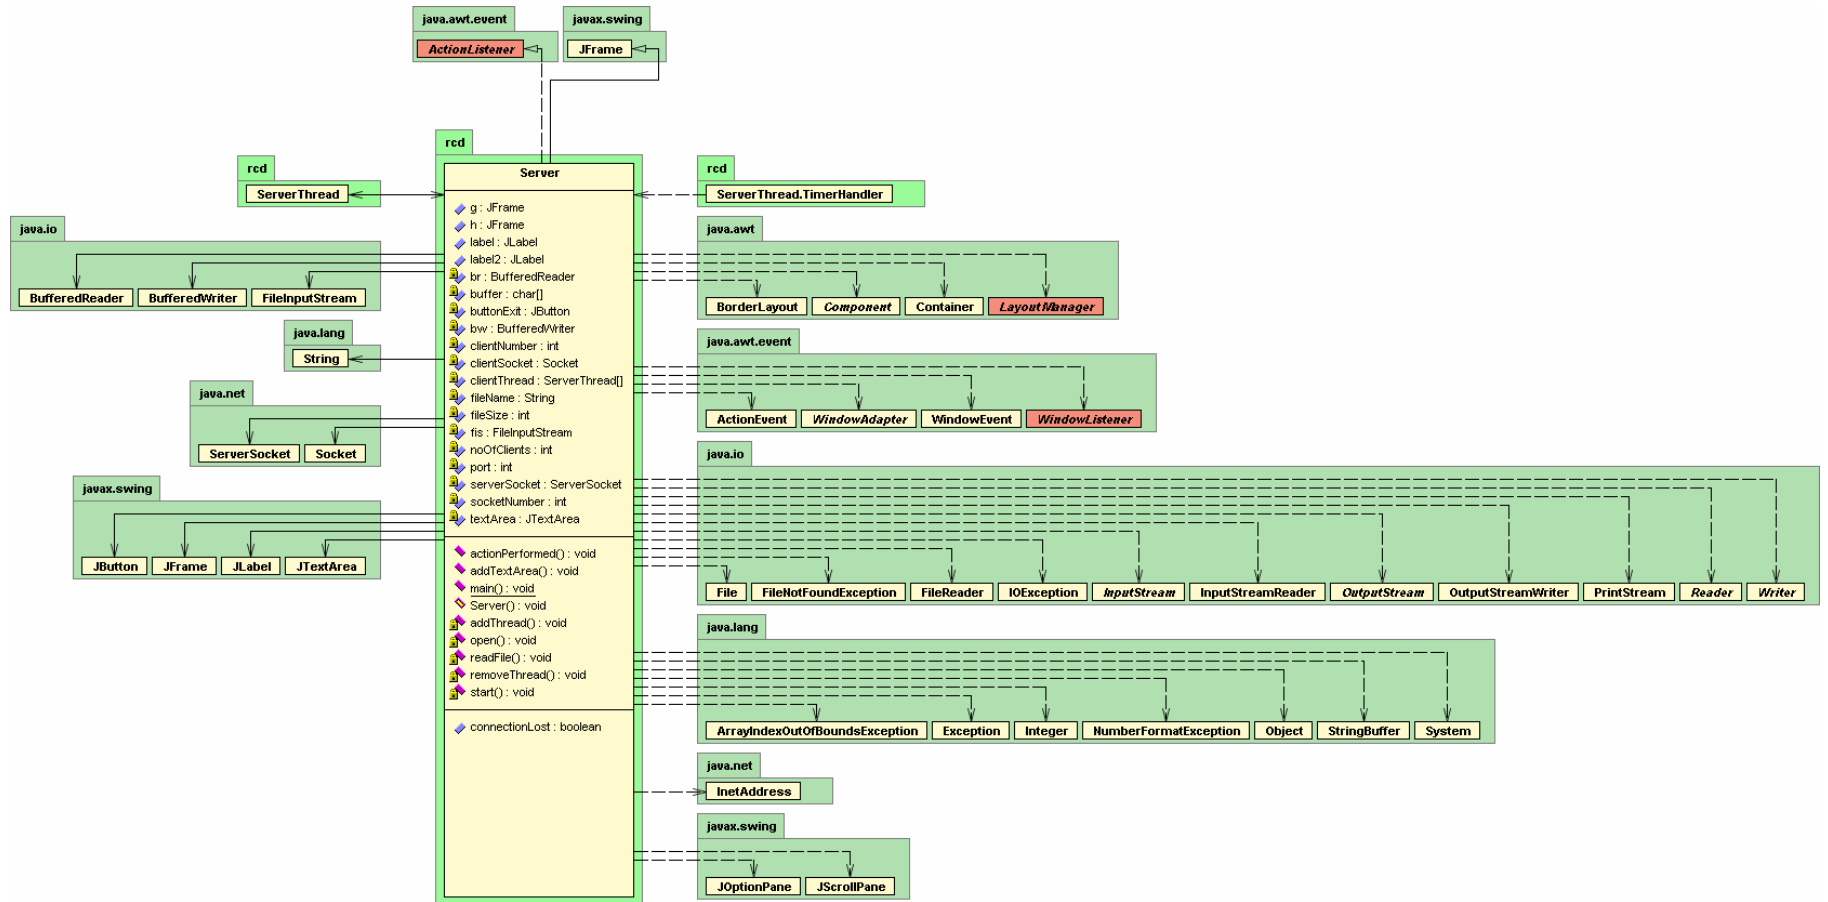 java.awt.event
ActionListener
javax.swing
JFrame
rcd
ServerThread
java.io
BufferedReader
BufferedWriter
FileInputStream
java.lang
String
java.net
ServerSocket
Socket
javax.swing
JButton
JFrame
JLabel
JTextArea
rcd
Server
g : JFrame
h : JFrame
label : JLabel
label2 : JLabel
br : BufferedReader
buffer : char[]
buttonExit : JButton
bw : BufferedWriter
clientNumber : int
clientSocket : Socket
clientThread : ServerThread[]
fileName : String
fileSize : int
fis : FileInputStream
noOfClients : int
port : int
serverSocket : ServerSocket
socketNumber : int
textArea : JTextArea
actionPerformed() : void
addTextArea() : void
main() : void
Server() : void
addThread() : void
open() : void
readFile() : void
removeThread() : void
start() : void
connectionLost : boolean
rcd
ServerThread.TimerHandler
java.awt
BorderLayout
Component
Container
LayoutManager
java.awt.event
ActionEvent
WindowAdapter
WindowEvent
WindowListener
java.io
File
FileNotFoundException
FileReader
IOException
InputStream
InputStreamReader
OutputStream
OutputStreamWriter
PrintStream
Reader
Writer
java.lang
ArrayIndexOutOfBoundsException
Exception
Integer
NumberFormatException
Object
StringBuffer
System
java.net
InetAddress
javax.swing
JOptionPane
JScrollPane